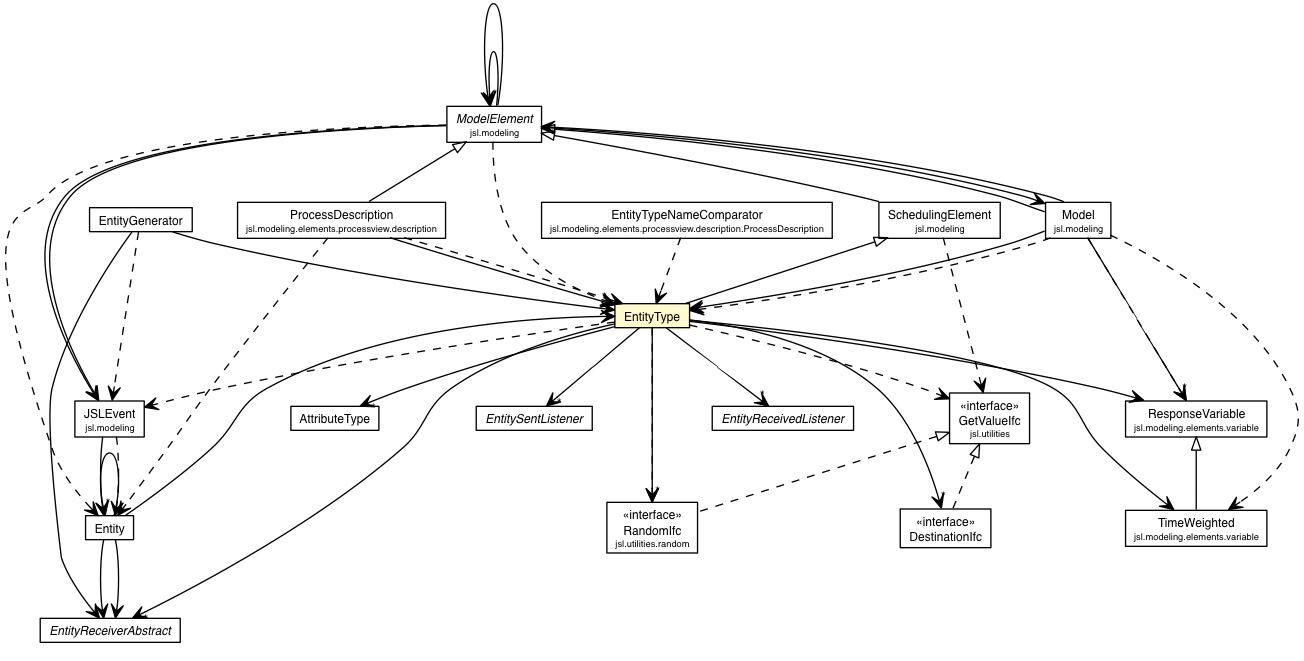 ModelElement
jsl.modeling
EntityGenerator
ProcessDescription
jsl.modeling.elements.processview.description
EntityTypeNameComparator
jsl.modeling.elements.processview.description.ProcessDescription
SchedulingElement
jsl.modeling
Model
jsl.modeling
EntityType
JSLEvent
jsl.modeling
AttributeType
EntitySentListener
EntityReceivedListener
«interface»
GetValueIfc
jsl.utilities
ResponseVariable
jsl.modeling.elements.variable
Entity
«interface»
RandomIfc
jsl.utilities.random
«interface»
DestinationIfc
TimeWeighted
jsl.modeling.elements.variable
EntityReceiverAbstract